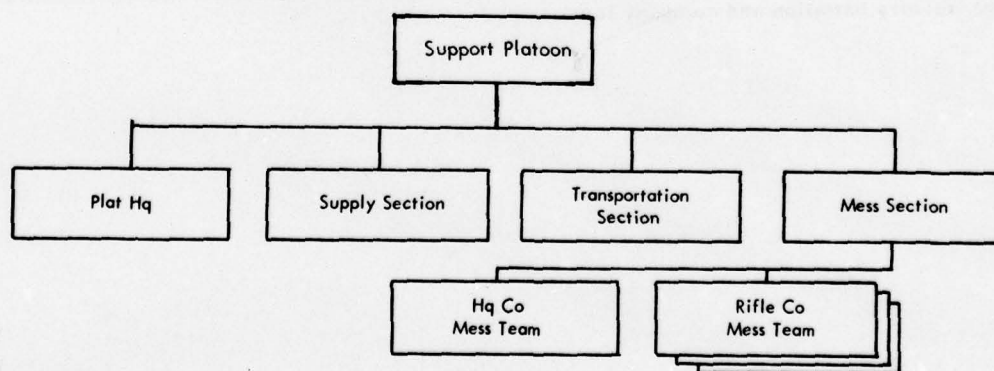 Support Platoon
Plat Hq
Supply Section
Transportation
Section
Mess Section
Hq Co
Mess Team
Rifle Co
Mess Team